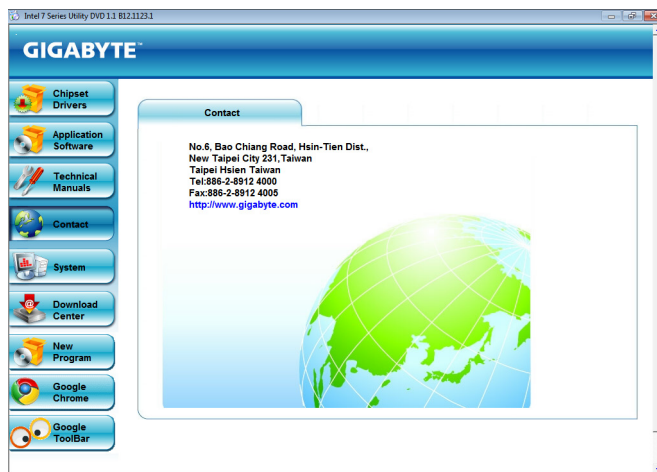 Intel 7 Series Utility DVD 1.1 B12.1123.1
GIGABYTE™
Chipset
Drivers
Application
Software
Technical
Manuals
Contact
System
Download
Center
New
Program
Google
Chrome
Google
ToolBar
Contact
No.6, Bao Chiang Road, Hsin-Tien Dist.,
New Taipei City 231,Taiwan
Taipei Hsien Taiwan
Tel:886-2-8912 4000
Fax:886-2-8912 4005
http://www.gigabyte.com